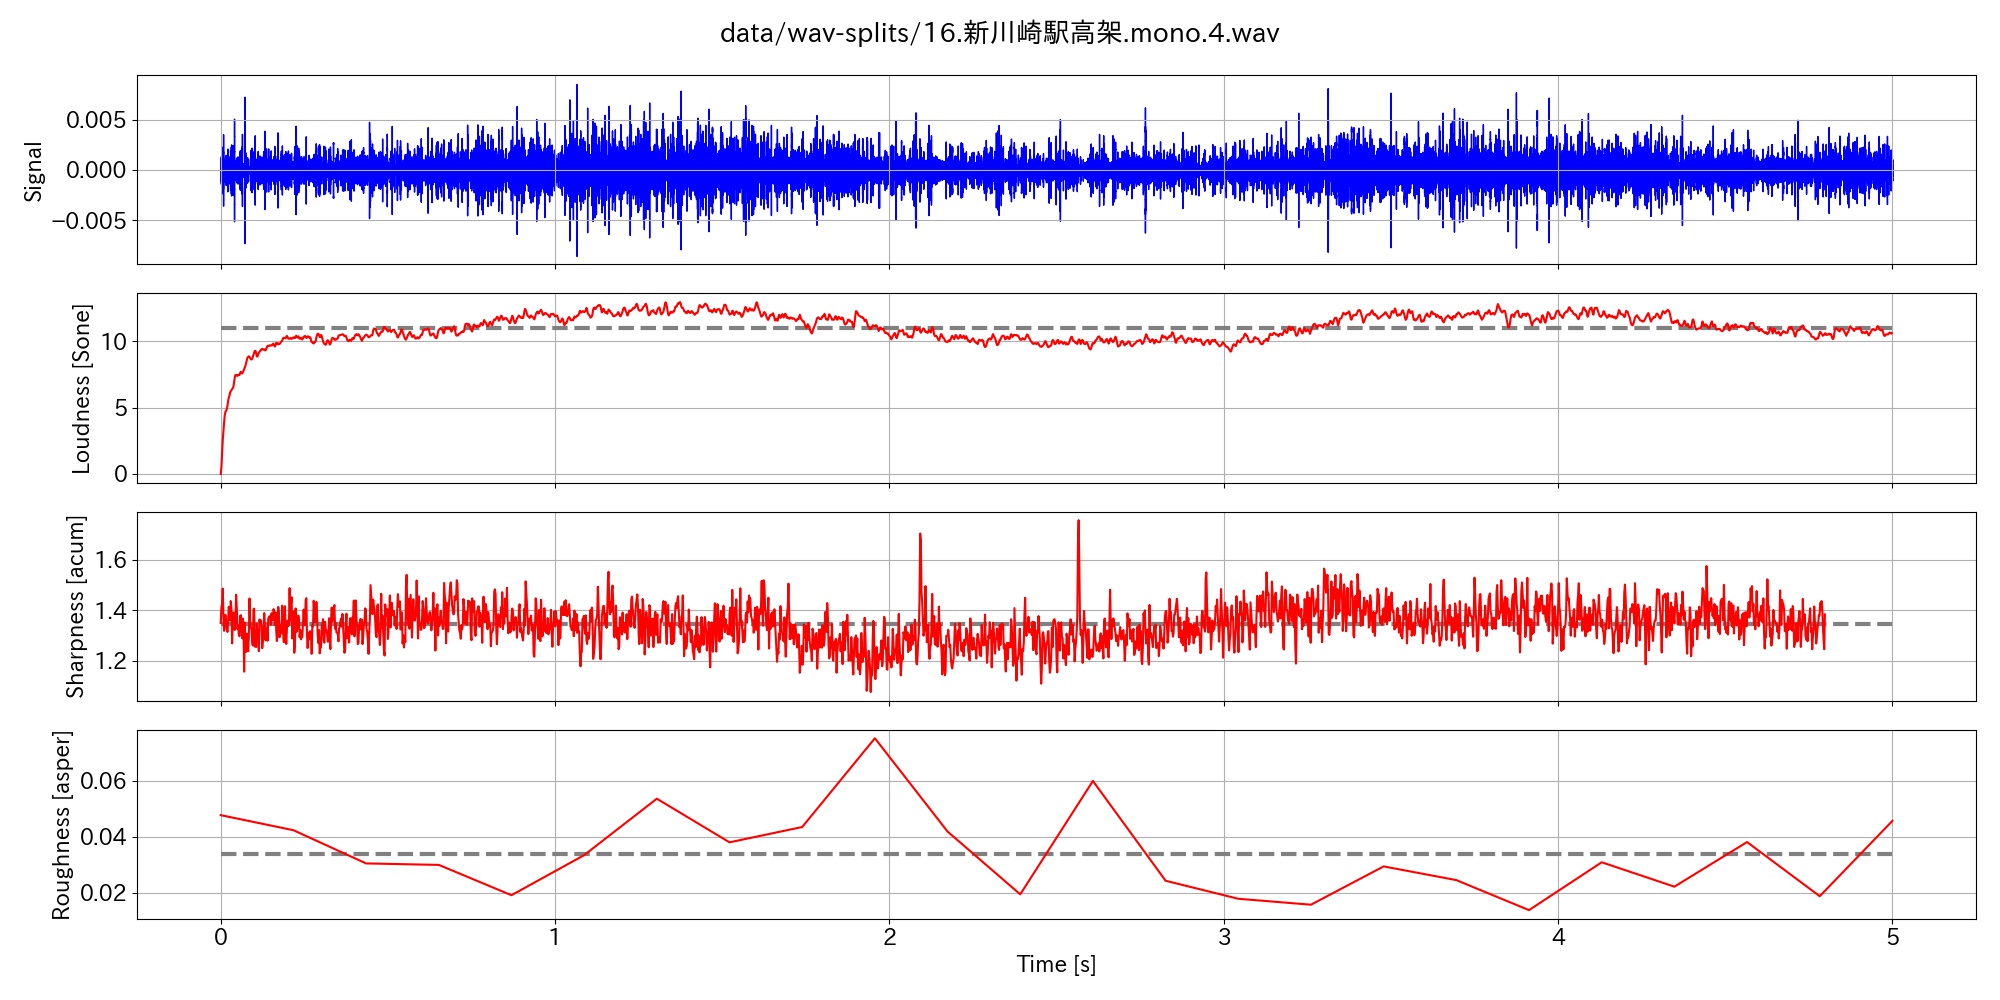 data/wav-splits/16.新川崎駅高架.mono.4.wav
Signal
0.005
0.000
−0.005
Loudness [Sone]
10
5
0
Sharpness [acum]
1.6
1.4
1.2
Roughness [asper]
0.06
0.04
0.02
0 1 2 3 4 5
Time [s]